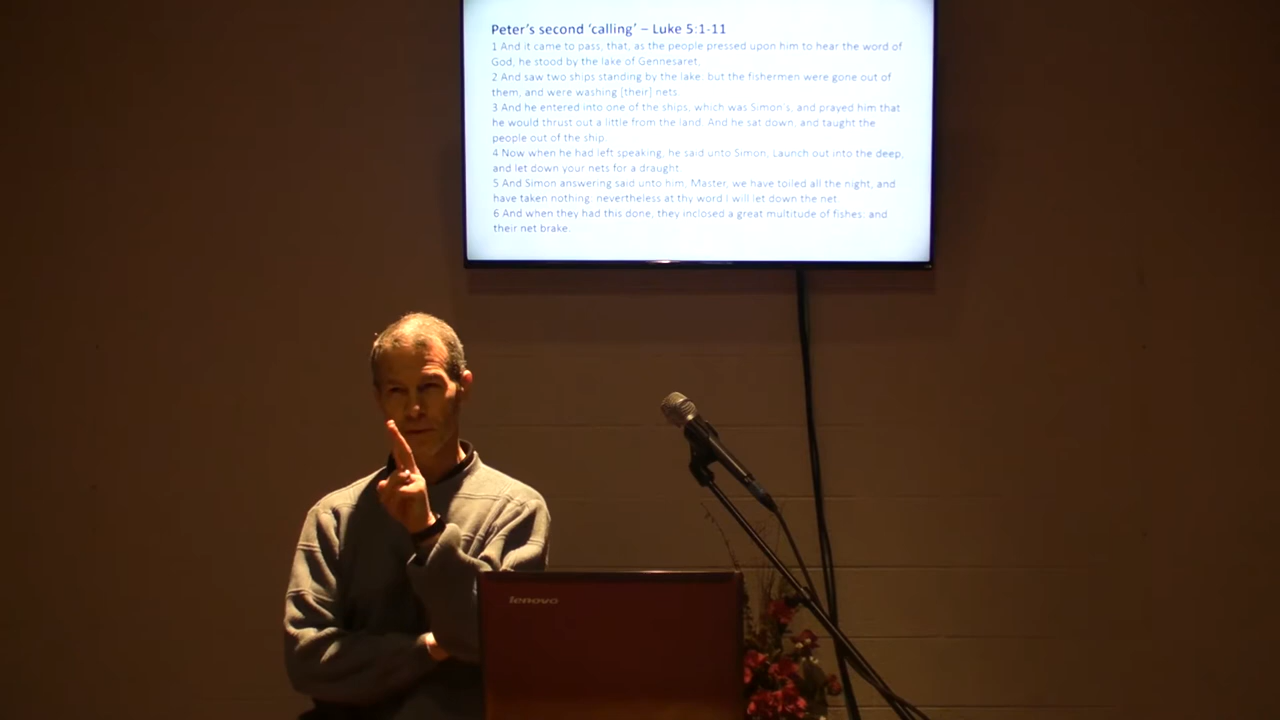 Peter's second 'calling' – Luke 5:1-11
1 And it came to pass, that, as the people pressed upon him to hear the word of
God, he stood by the lake of Gennesaret,
2 And saw two ships standing by the lake: but the fishermen were gone out of
them, and were washing [their] nets.
3 And he entered into one of the ships, which was Simon's, and prayed him that
he would thrust out a little from the land. And he sat down, and taught the
people out of the ship.
4 Now when he had left speaking, he said unto Simon, Launch out into the deep,
and let down your nets for a draught.
5 And Simon answering said unto him, Master, we have toiled all the night, and
have taken nothing: nevertheless at thy word I will let down the net.
6 And when they had this done, they inclosed a great multitude of fishes: and
their net brake.
lenovo